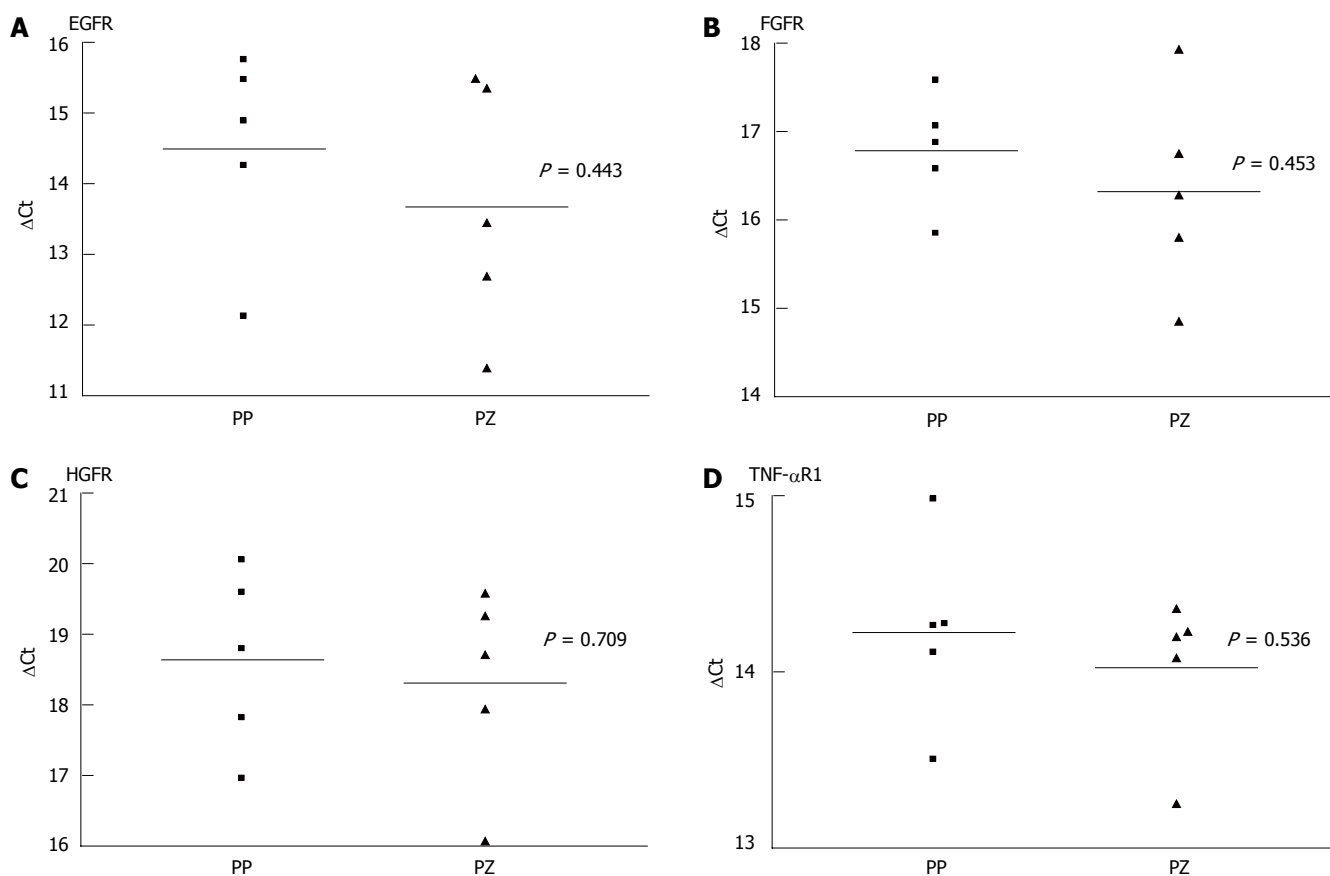 A EGFR
16
15
14
13
12
11
ΔCt
P = 0.443
PP PZ
B FGFR
18
17
16
15
14
ΔCt
P = 0.453
PP PZ
C HGFR
21
20
19
18
17
16
ΔCt
P = 0.709
PP PZ
D TNF-αR1
15
14
13
ΔCt
P = 0.536
PP PZ